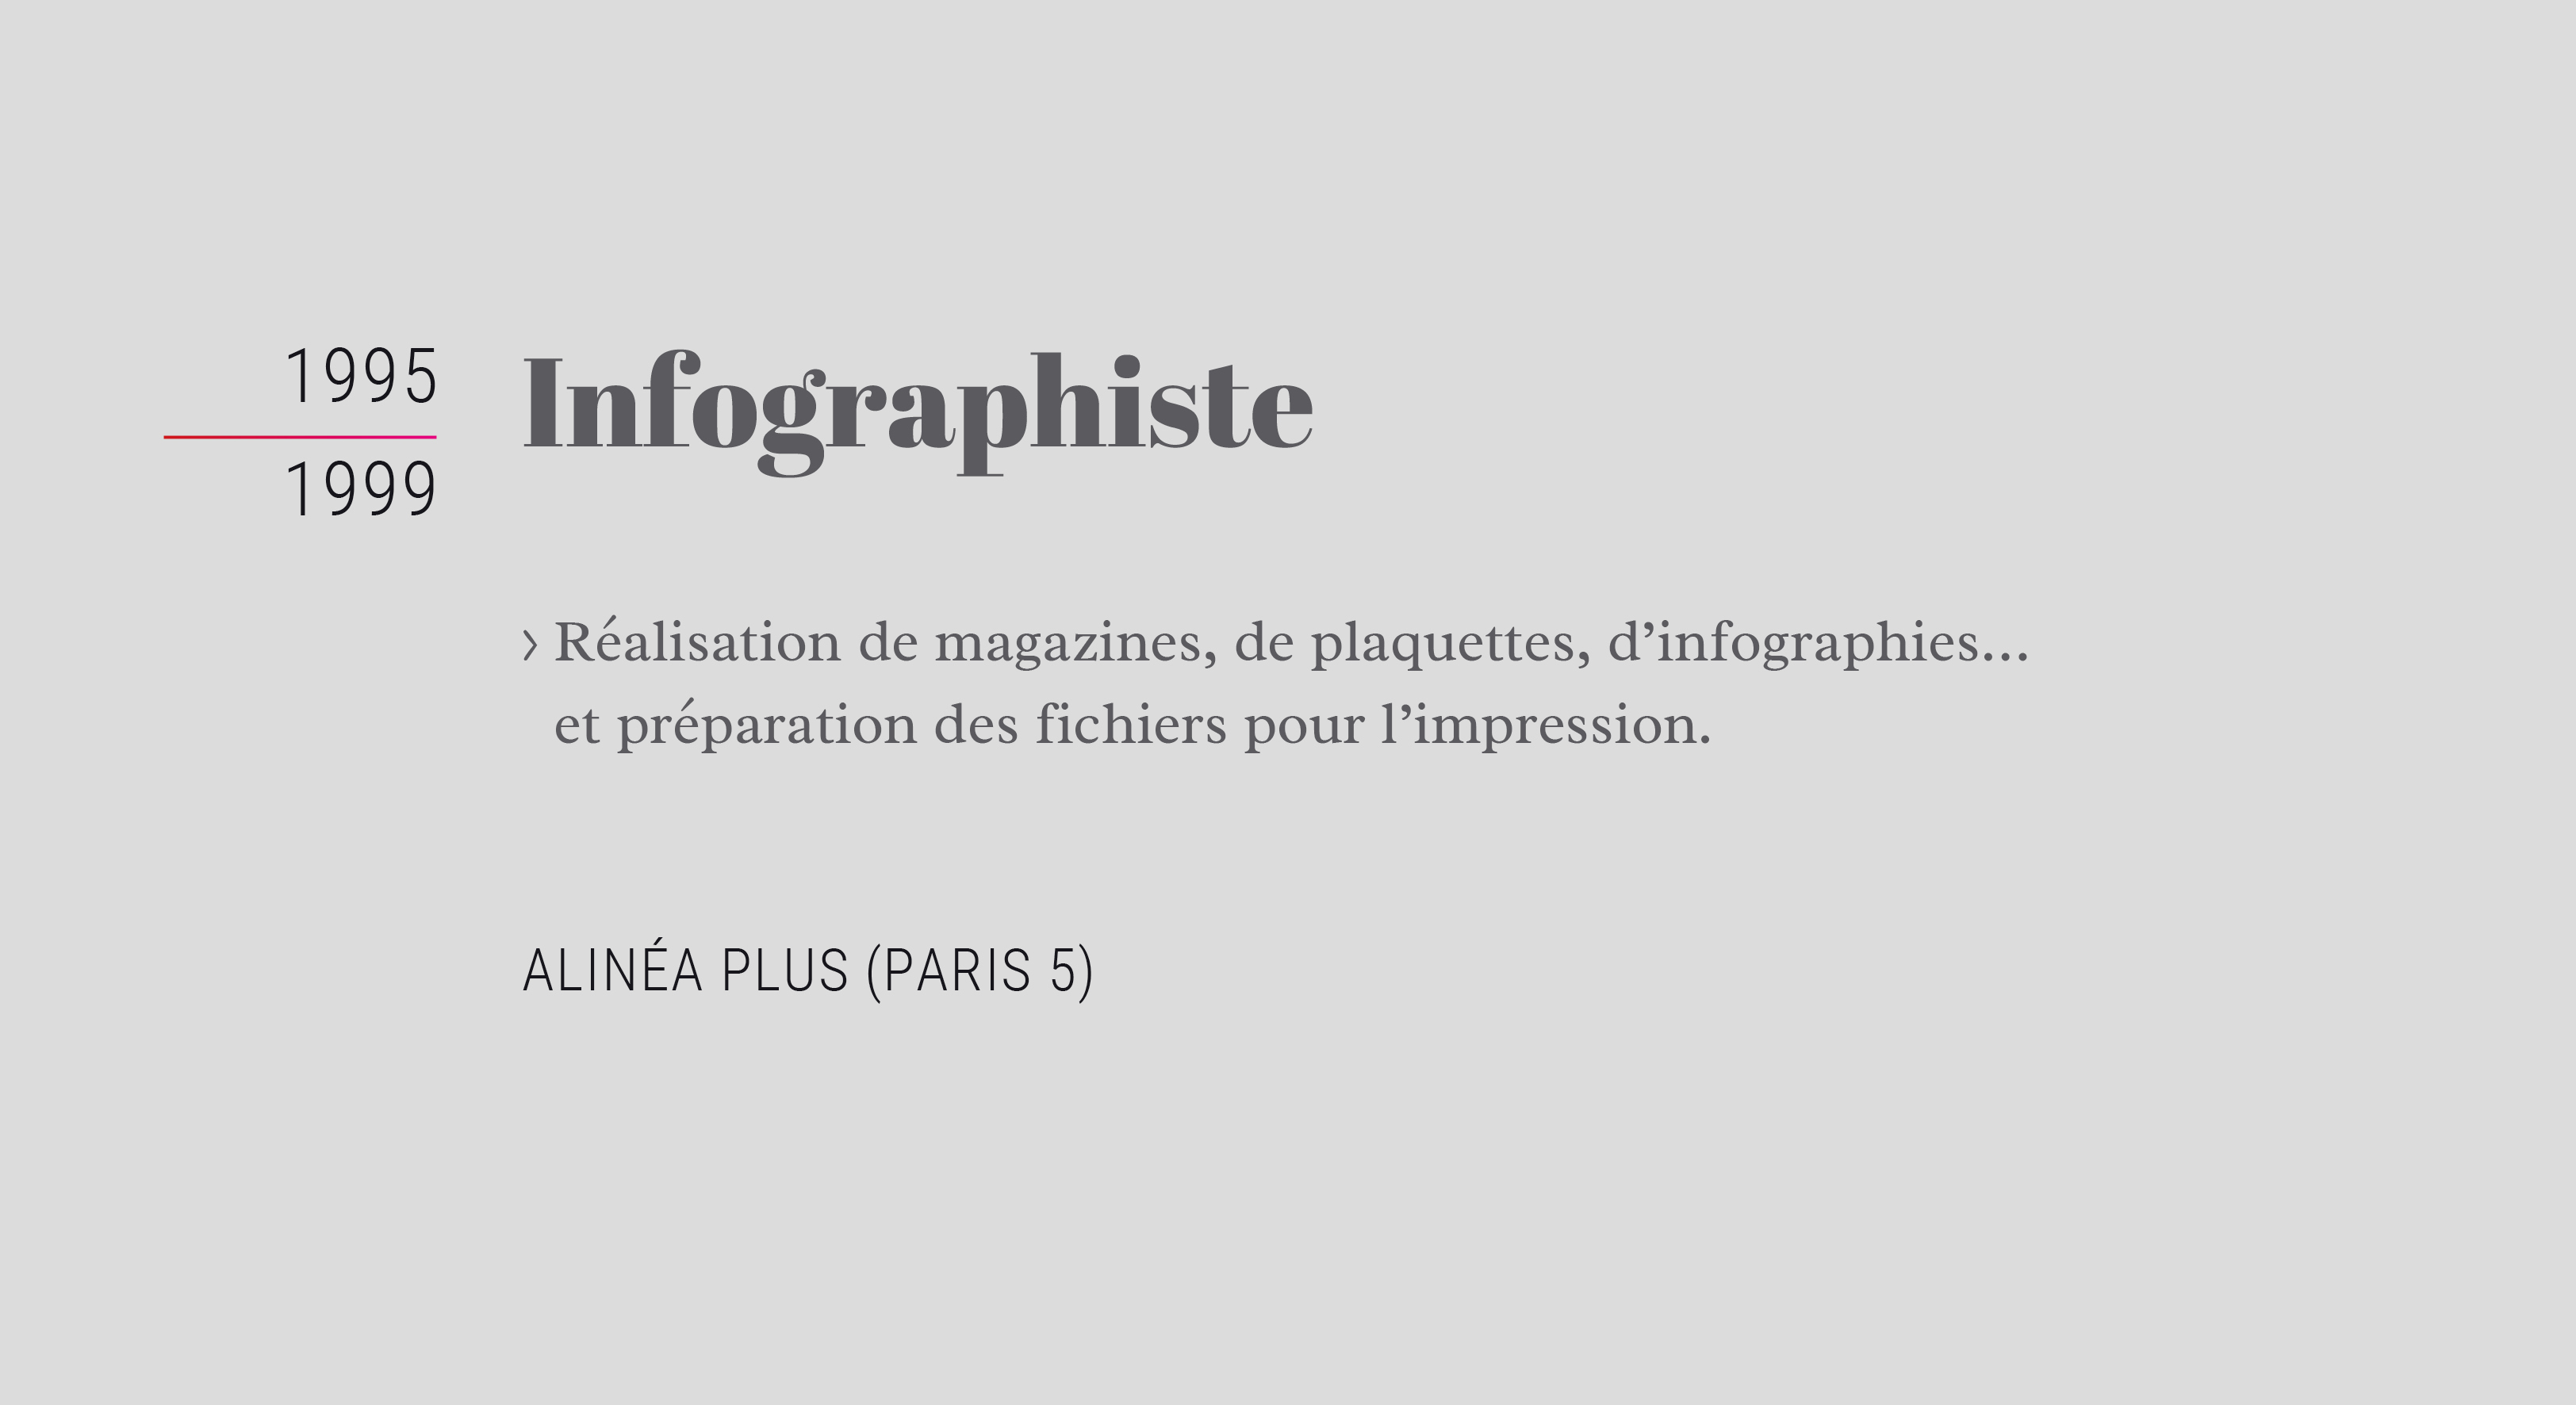 1995
1999
Infographiste
› Réalisation de magazines, de plaquettes, d’infographies…
et préparation des fichiers pour l’impression.
ALINÉA PLUS (PARIS 5)